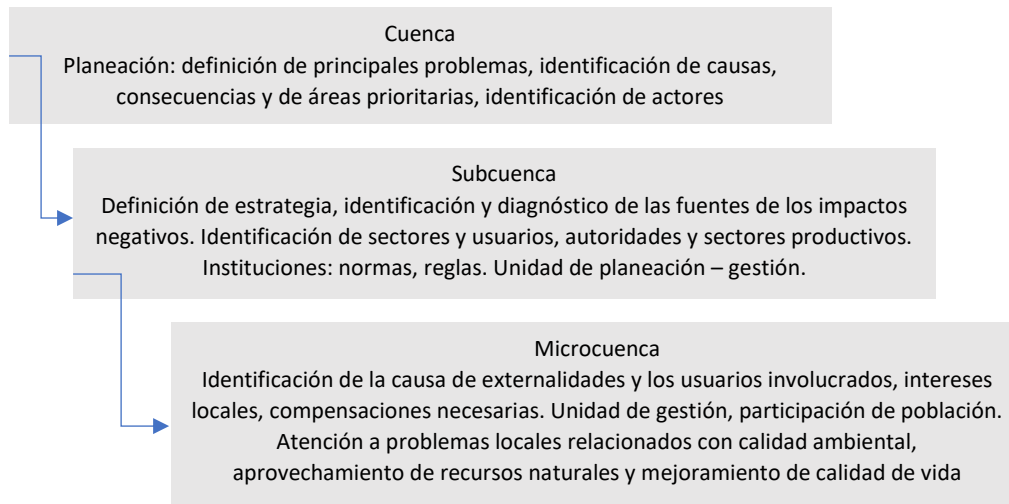 Cuenca
Planeación: definición de principales problemas, identificación de causas,
consecuencias y de áreas prioritarias, identificación de actores
Subcuenca
Definición de estrategia, identificación y diagnóstico de las fuentes de los impactos
negativos. Identificación de sectores y usuarios, autoridades y sectores productivos.
Instituciones: normas, reglas. Unidad de planeación – gestión.
Microcuenca
Identificación de la causa de externalidades y los usuarios involucrados, intereses
locales, compensaciones necesarias. Unidad de gestión, participación de población.
Atención a problemas locales relacionados con calidad ambiental,
aprovechamiento de recursos naturales y mejoramiento de calidad de vida